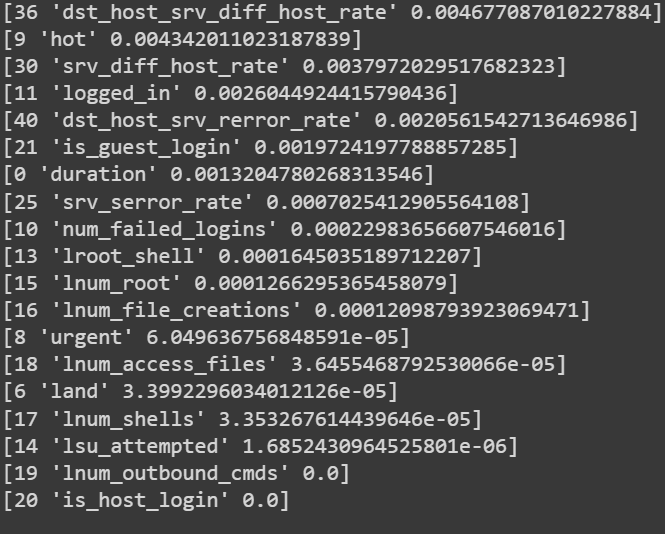 [36 'dst_host_srv_diff_host_rate' 0.004677087010227884]
[9 'hot' 0.004342011023187839]
[30 'srv_diff_host_rate' 0.0037972029517682323]
[11 'logged_in' 0.0026044924415790436]
[40 'dst_host_srv_rerror_rate' 0.0020561542713646986]
[21 'is_guest_login' 0.0019724197788857285]
[0 'duration' 0.0013204780268313546]
[25 'srv_serror_rate' 0.0007025412905564108]
[10 'num_failed_logins' 0.00022983656607546016]
[13 'lroot_shell' 0.0001645035189712207]
[15 'lnum_root' 0.0001266295365458079]
[16 'lnum_file_creations' 0.00012098793923069471]
[8 'urgent' 6.049636756848591e-05]
[18 'lnum_access_files' 3.6455468792530066e-05]
[6 'land' 3.3992296034012126e-05]
[17 'lnum_shells' 3.353267614439646e-05]
[14 'lsu_attempted' 1.6852430964525801e-06]
[19 'lnum_outbound_cmds' 0.0]
[20 'is_host_login' 0.0]